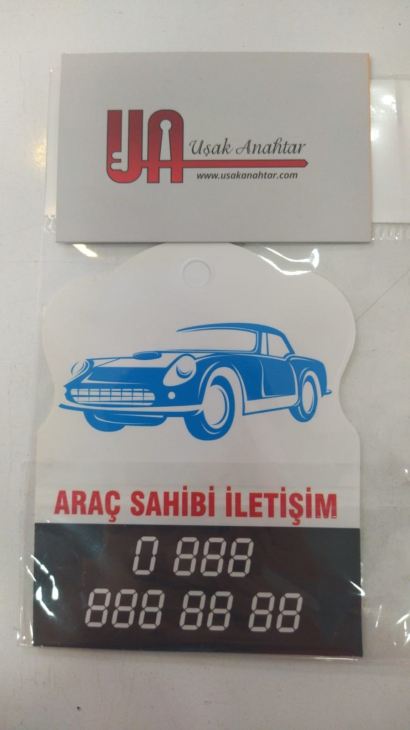 UA
Uşak Anahtar
www.usakanahtar.com
ARAÇ SAHİBİ İLETİŞİM
0 888
888 88 88